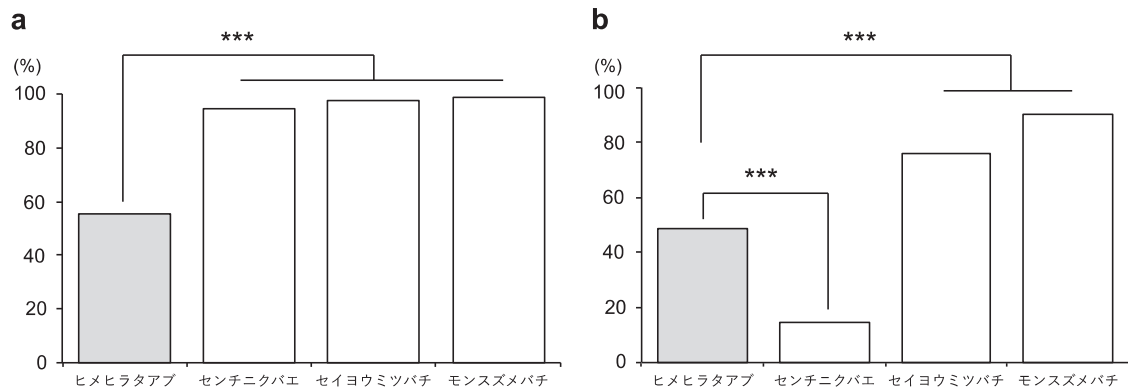 a
***
(%)
100
80
60
40
20
0
ヒメヒラタアブ
センチニクバエ
セイヨウミツバチ
モンスズメバチ
b
***
(%)
100
80
***
60
40
20
0
ヒメヒラタアブ
センチニクバエ
セイヨウミツバチ
モンスズメバチ